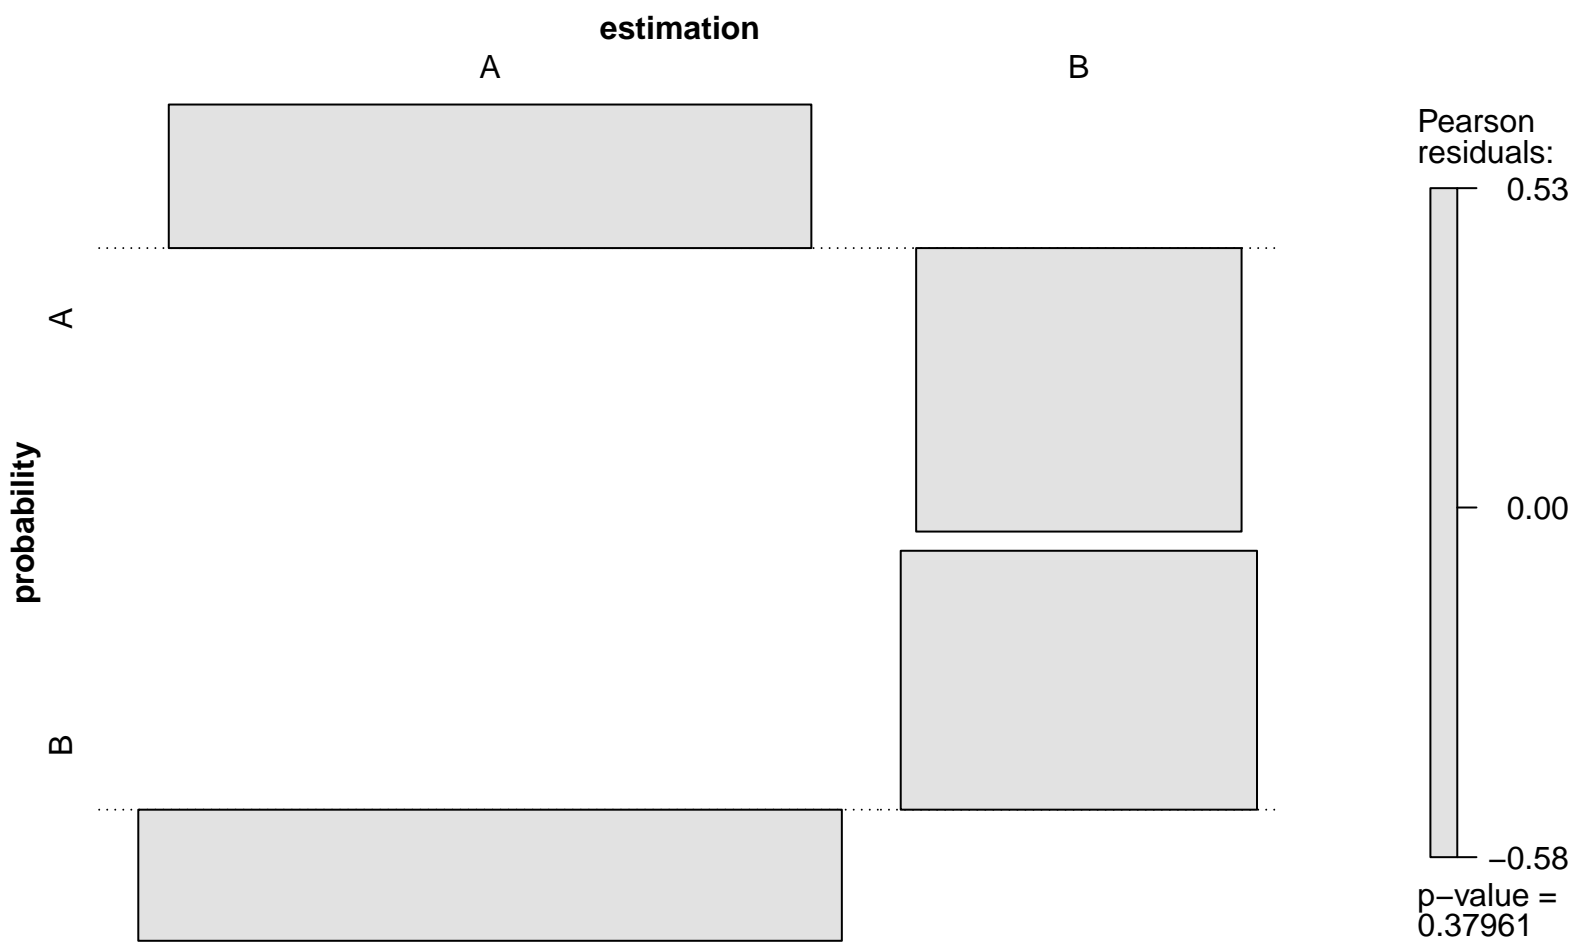 estimation
A
B
probability
A
B
Pearson
residuals:
0.53
0.00
−0.58
p−value =
0.37961